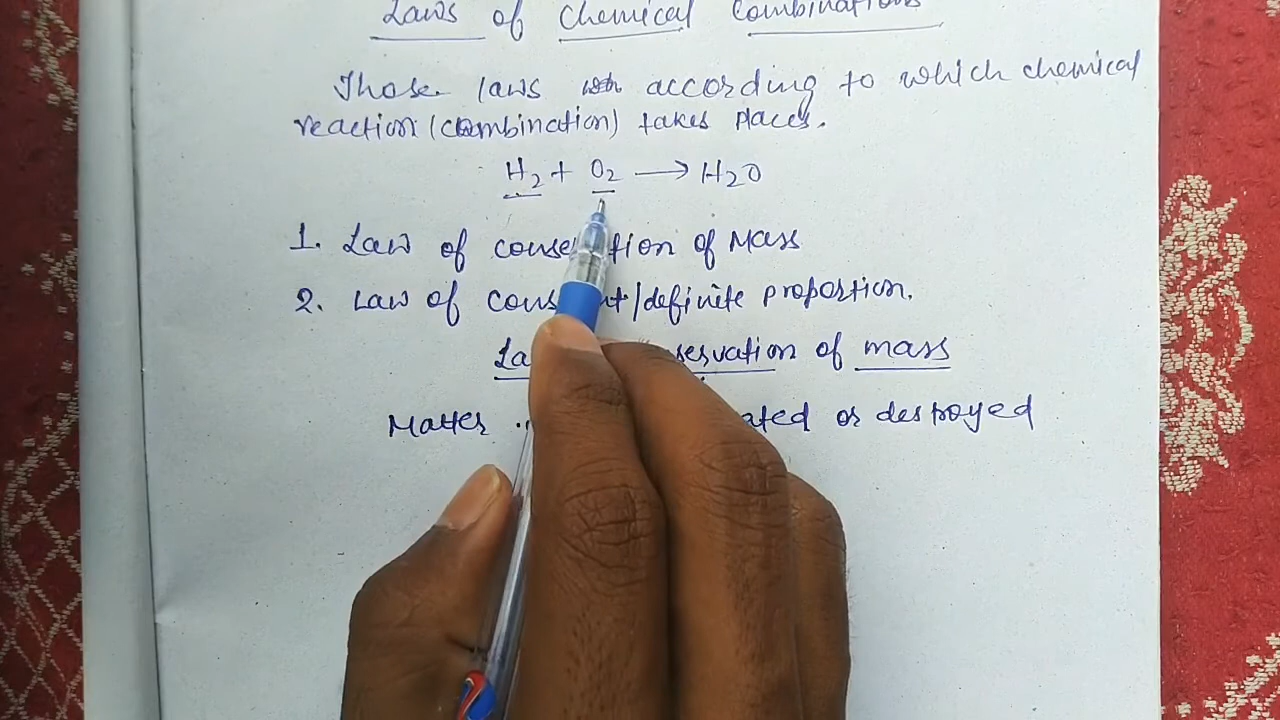 Laws of Chemical Combinations
Those laws according to which chemical
reaction (combination) takes places.
H2 + O2 → H2O
1. Law of conse tion of Mass
2. Law of cons t/definite proportion.
La servation of mass
Matter ated or destroyed